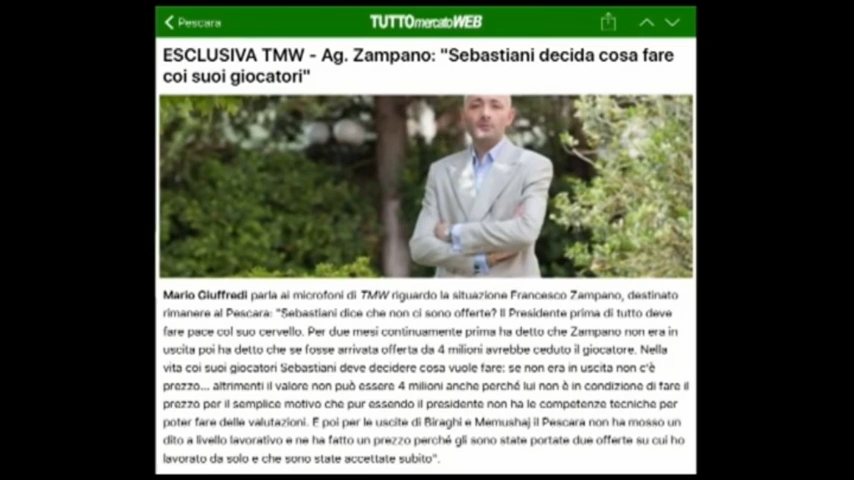 Pescara
TUTTOmercatoWEB
ESCLUSIVA TMW - Ag. Zampano: "Sebastiani decida cosa fare
coi suoi giocatori"
Mario Giuffredi parla ai microfoni di TMW riguardo la situazione Francesco Zampano, destinato
rimanere al Pescara: "Sebastiani dice che non ci sono offerte? Il Presidente prima di tutto deve
fare pace col suo cervello. Per due mesi continuamente prima ha detto che Zampano non era in
uscita poi ha detto che se fosse arrivata offerta da 4 milioni avrebbe ceduto il giocatore. Nella
vita coi suoi giocatori Sebastiani deve decidere cosa vuole fare: se non era in uscita non c'è
prezzo... altrimenti il valore non può essere 4 milioni anche perché lui non è in condizione di fare il
prezzo per il semplice motivo che pur essendo il presidente non ha le competenze tecniche per
poter fare delle valutazioni. E poi per le uscite di Biraghi e Memushaj il Pescara non ha mosso un
dito a livello lavorativo e ne ha fatto un prezzo perché gli sono state portate due offerte su cui ho
lavorato da solo e che sono state accettate subito".